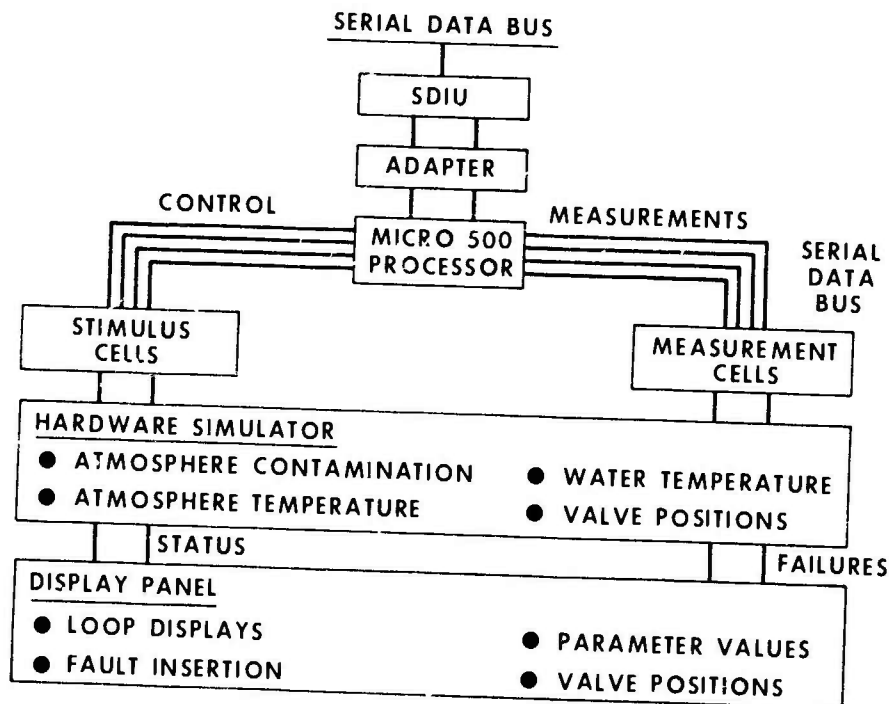 SERIAL DATA BUS
SDIU
ADAPTER
CONTROL
MEASUREMENTS
MICRO 500
PROCESSOR
SERIAL
DATA
BUS
STIMULUS
CELLS
MEASUREMENT
CELLS
HARDWARE SIMULATOR
● ATMOSPHERE CONTAMINATION
● ATMOSPHERE TEMPERATURE
● WATER TEMPERATURE
● VALVE POSITIONS
STATUS
FAILURES
DISPLAY PANEL
● LOOP DISPLAYS
● FAULT INSERTION
● PARAMETER VALUES
● VALVE POSITIONS